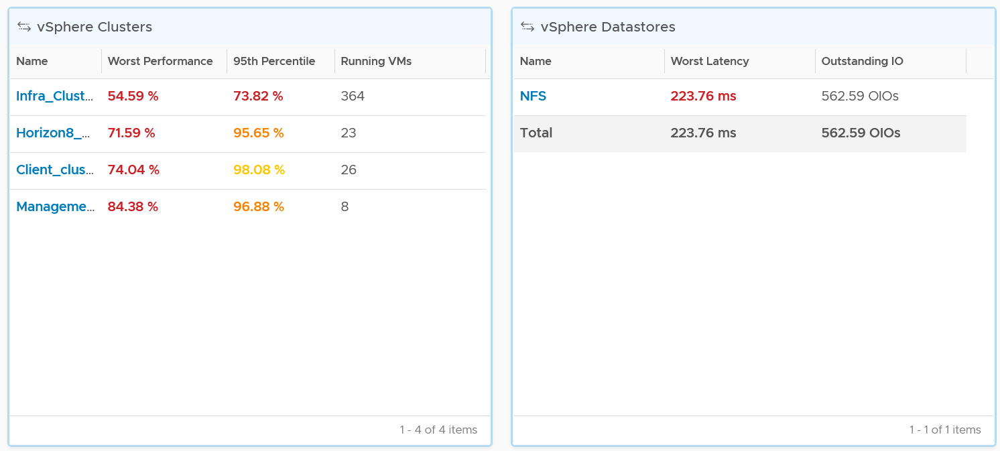 vSphere Clusters
Name Worst Performance 95th Percentile Running VMs
Infra_Clust... 54.59 % 73.82 % 364
Horizon8_... 71.59 % 95.65 % 23
Client_clus... 74.04 % 98.08 % 26
Manageme... 84.38 % 96.88 % 8
1 - 4 of 4 items
vSphere Datastores
Name Worst Latency Outstanding IO
NFS 223.76 ms 562.59 OIOs
Total 223.76 ms 562.59 OIOs
1 - 1 of 1 items